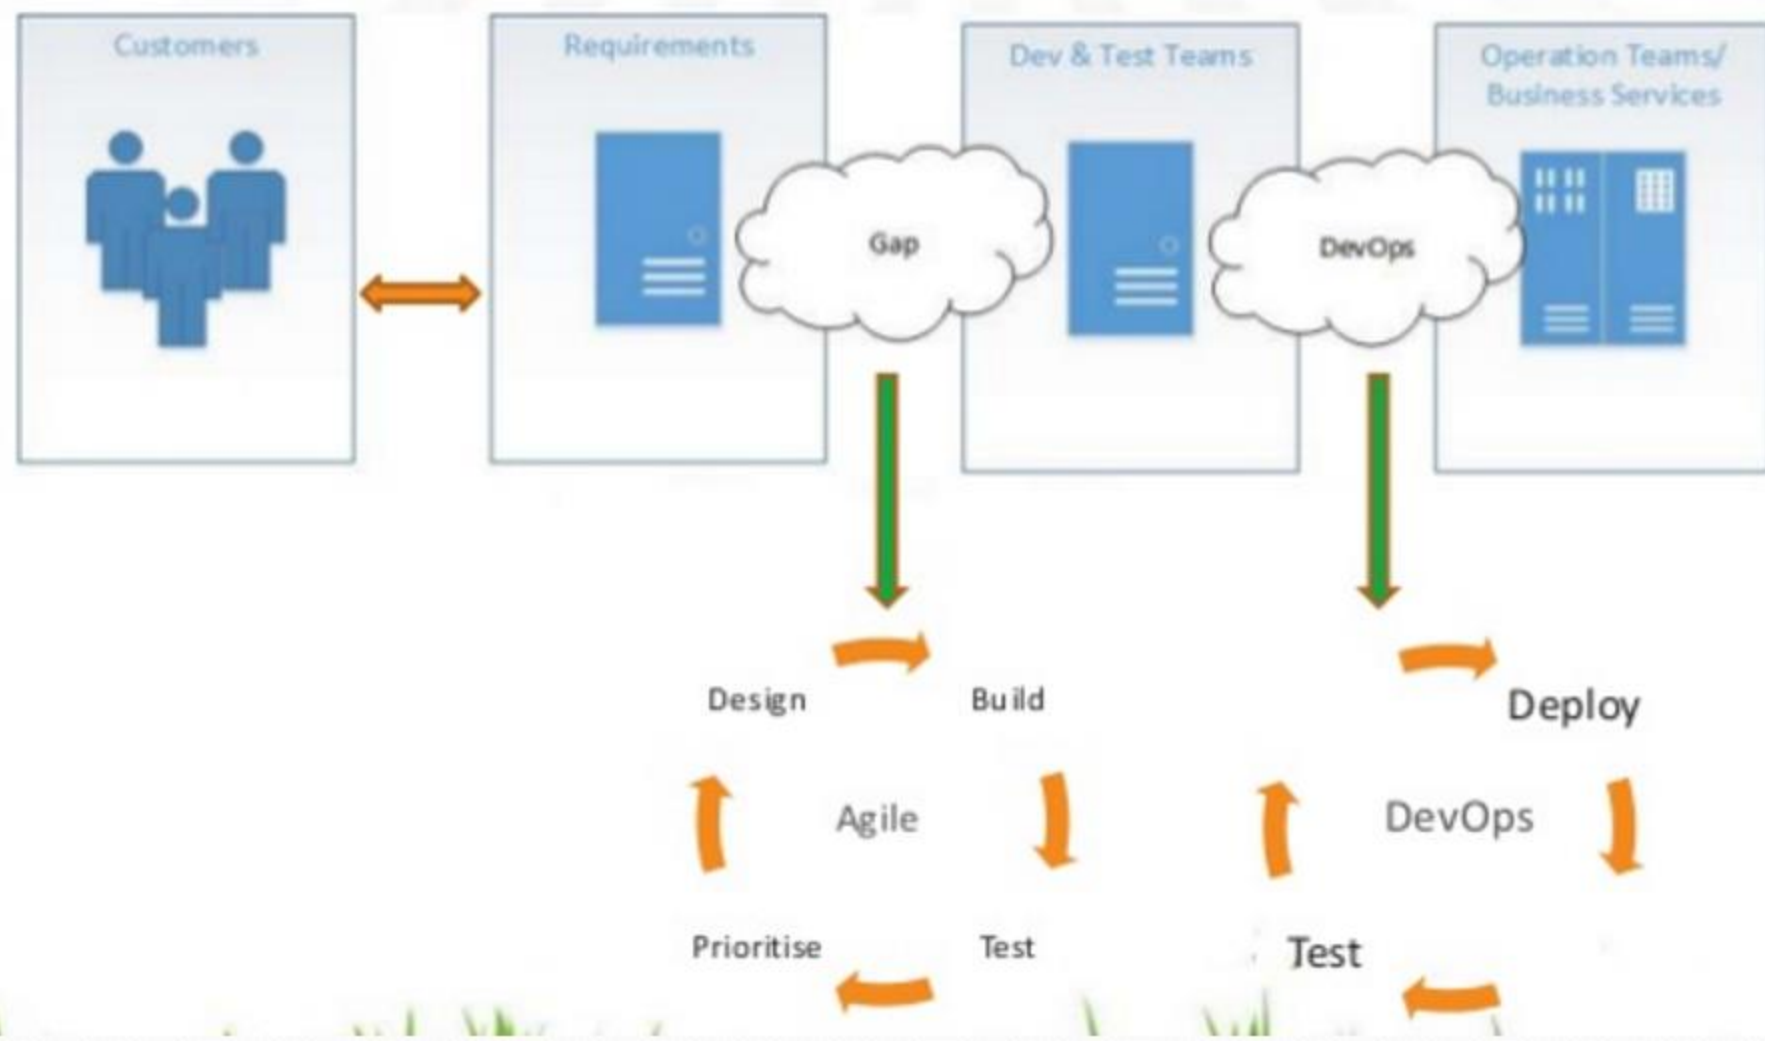 Customers
Requirements
Dev & Test Teams
Operation Teams/
Business Services
Gap
DevOps
Design
Build
Agile
Prioritise
Test
Deploy
DevOps
Test